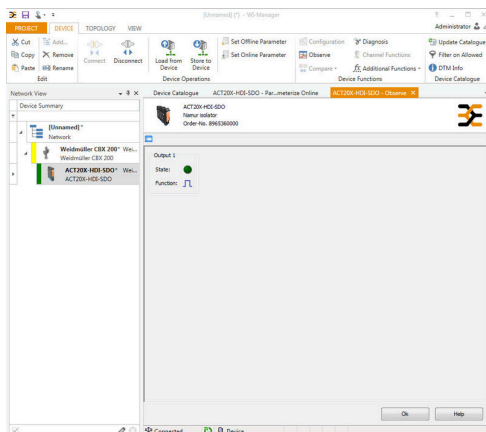 [Unnamed] (*) - WI-Manager
PROJECT DEVICE TOPOLOGY VIEW
Administrator
Cut
Copy
Paste
Add...
Remove
Rename
Edit
Connect
Disconnect
Load from Device
Store to Device
Set Offline Parameter
Set Online Parameter
Device Operations
Configuration
Observe
Compare
Diagnosis
Channel Functions
Additional Functions
Device Functions
Update Catalogue
Filter on Allowed
DTM Info
Device Catalogue
Network View
Device Catalogue ACT20X-HDI-SDO - Par...meterize Online ACT20X-HDI-SDO - Observe
Device Summary
[Unnamed]*
Network
Weidmüller CBX 200* Wei...
Weidmüller CBX 200
ACT20X-HDI-SDO* Wei...
ACT20X-HDI-SDO
ACT20X-HDI-SDO
Namur isolator
Order-No. 8965360000
Output 1
State:
Function:
Ok Help
Connected Device